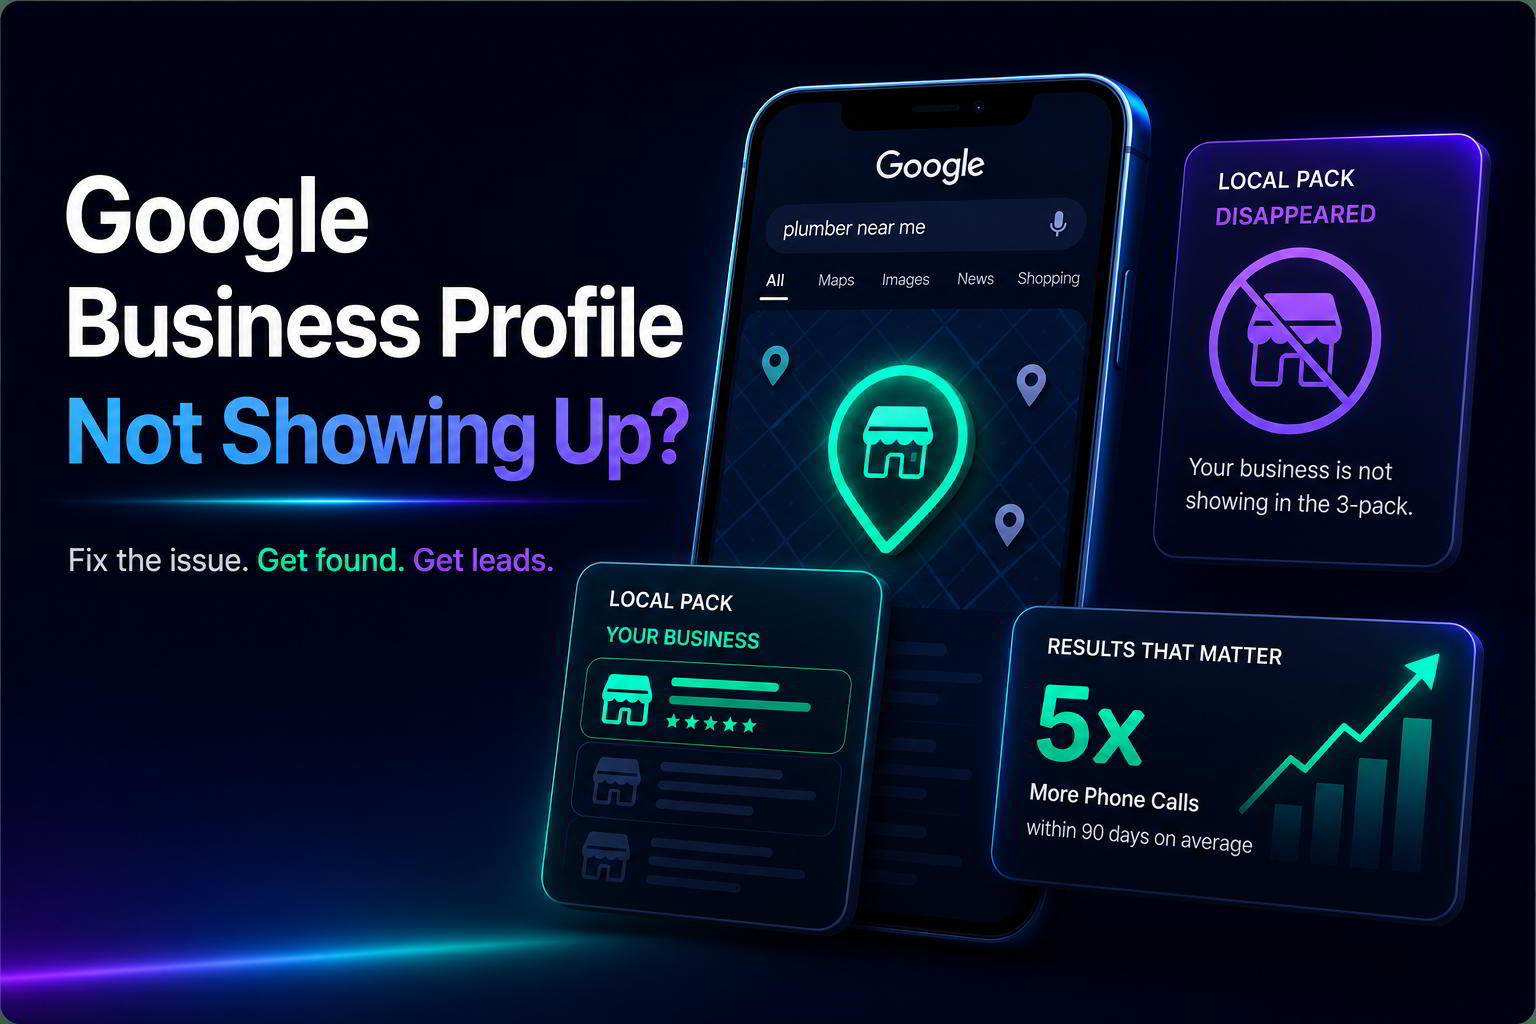 Google
Business Profile
Not Showing Up?
Fix the issue. Get found. Get leads.
Google
plumber near me
All Maps Images News Shopping
LOCAL PACK
DISAPPEARED
Your business is not
showing in the 3-pack.
LOCAL PACK
YOUR BUSINESS
RESULTS THAT MATTER
5x
More Phone Calls
within 90 days on average